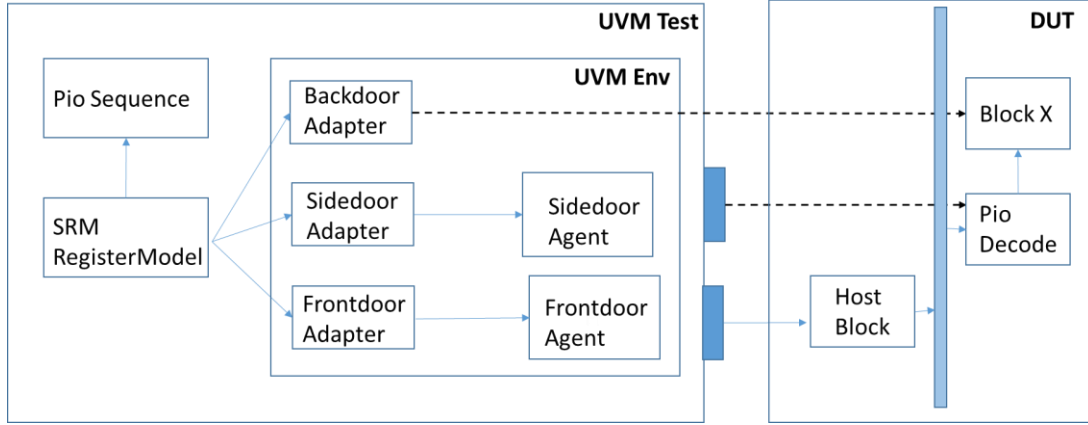 UVM Test
DUT
UVM Env
Pio Sequence
Backdoor
Adapter
Block X
SRM
RegisterModel
Sidedoor
Adapter
Sidedoor
Agent
Pio
Decode
Frontdoor
Adapter
Frontdoor
Agent
Host
Block